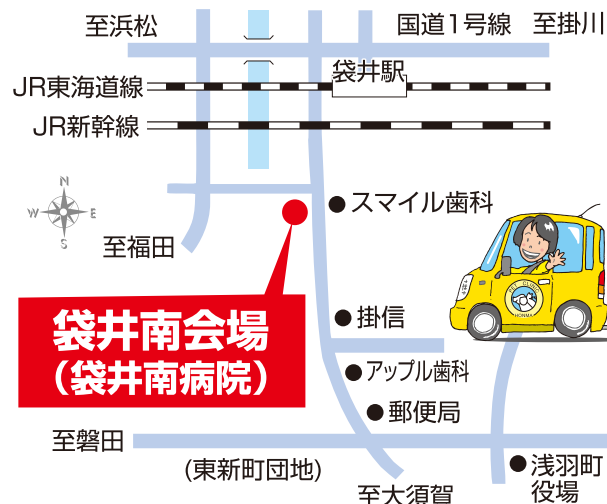 至浜松
国道1号線 至掛川
袋井駅
JR東海道線
JR新幹線
N
W E
S
スマイル歯科
至福田
袋井南会場
(袋井南病院)
掛信
アップル歯科
郵便局
至磐田
(東新町団地)
至大須賀
浅羽町
役場
PET CLINIC
HONMA